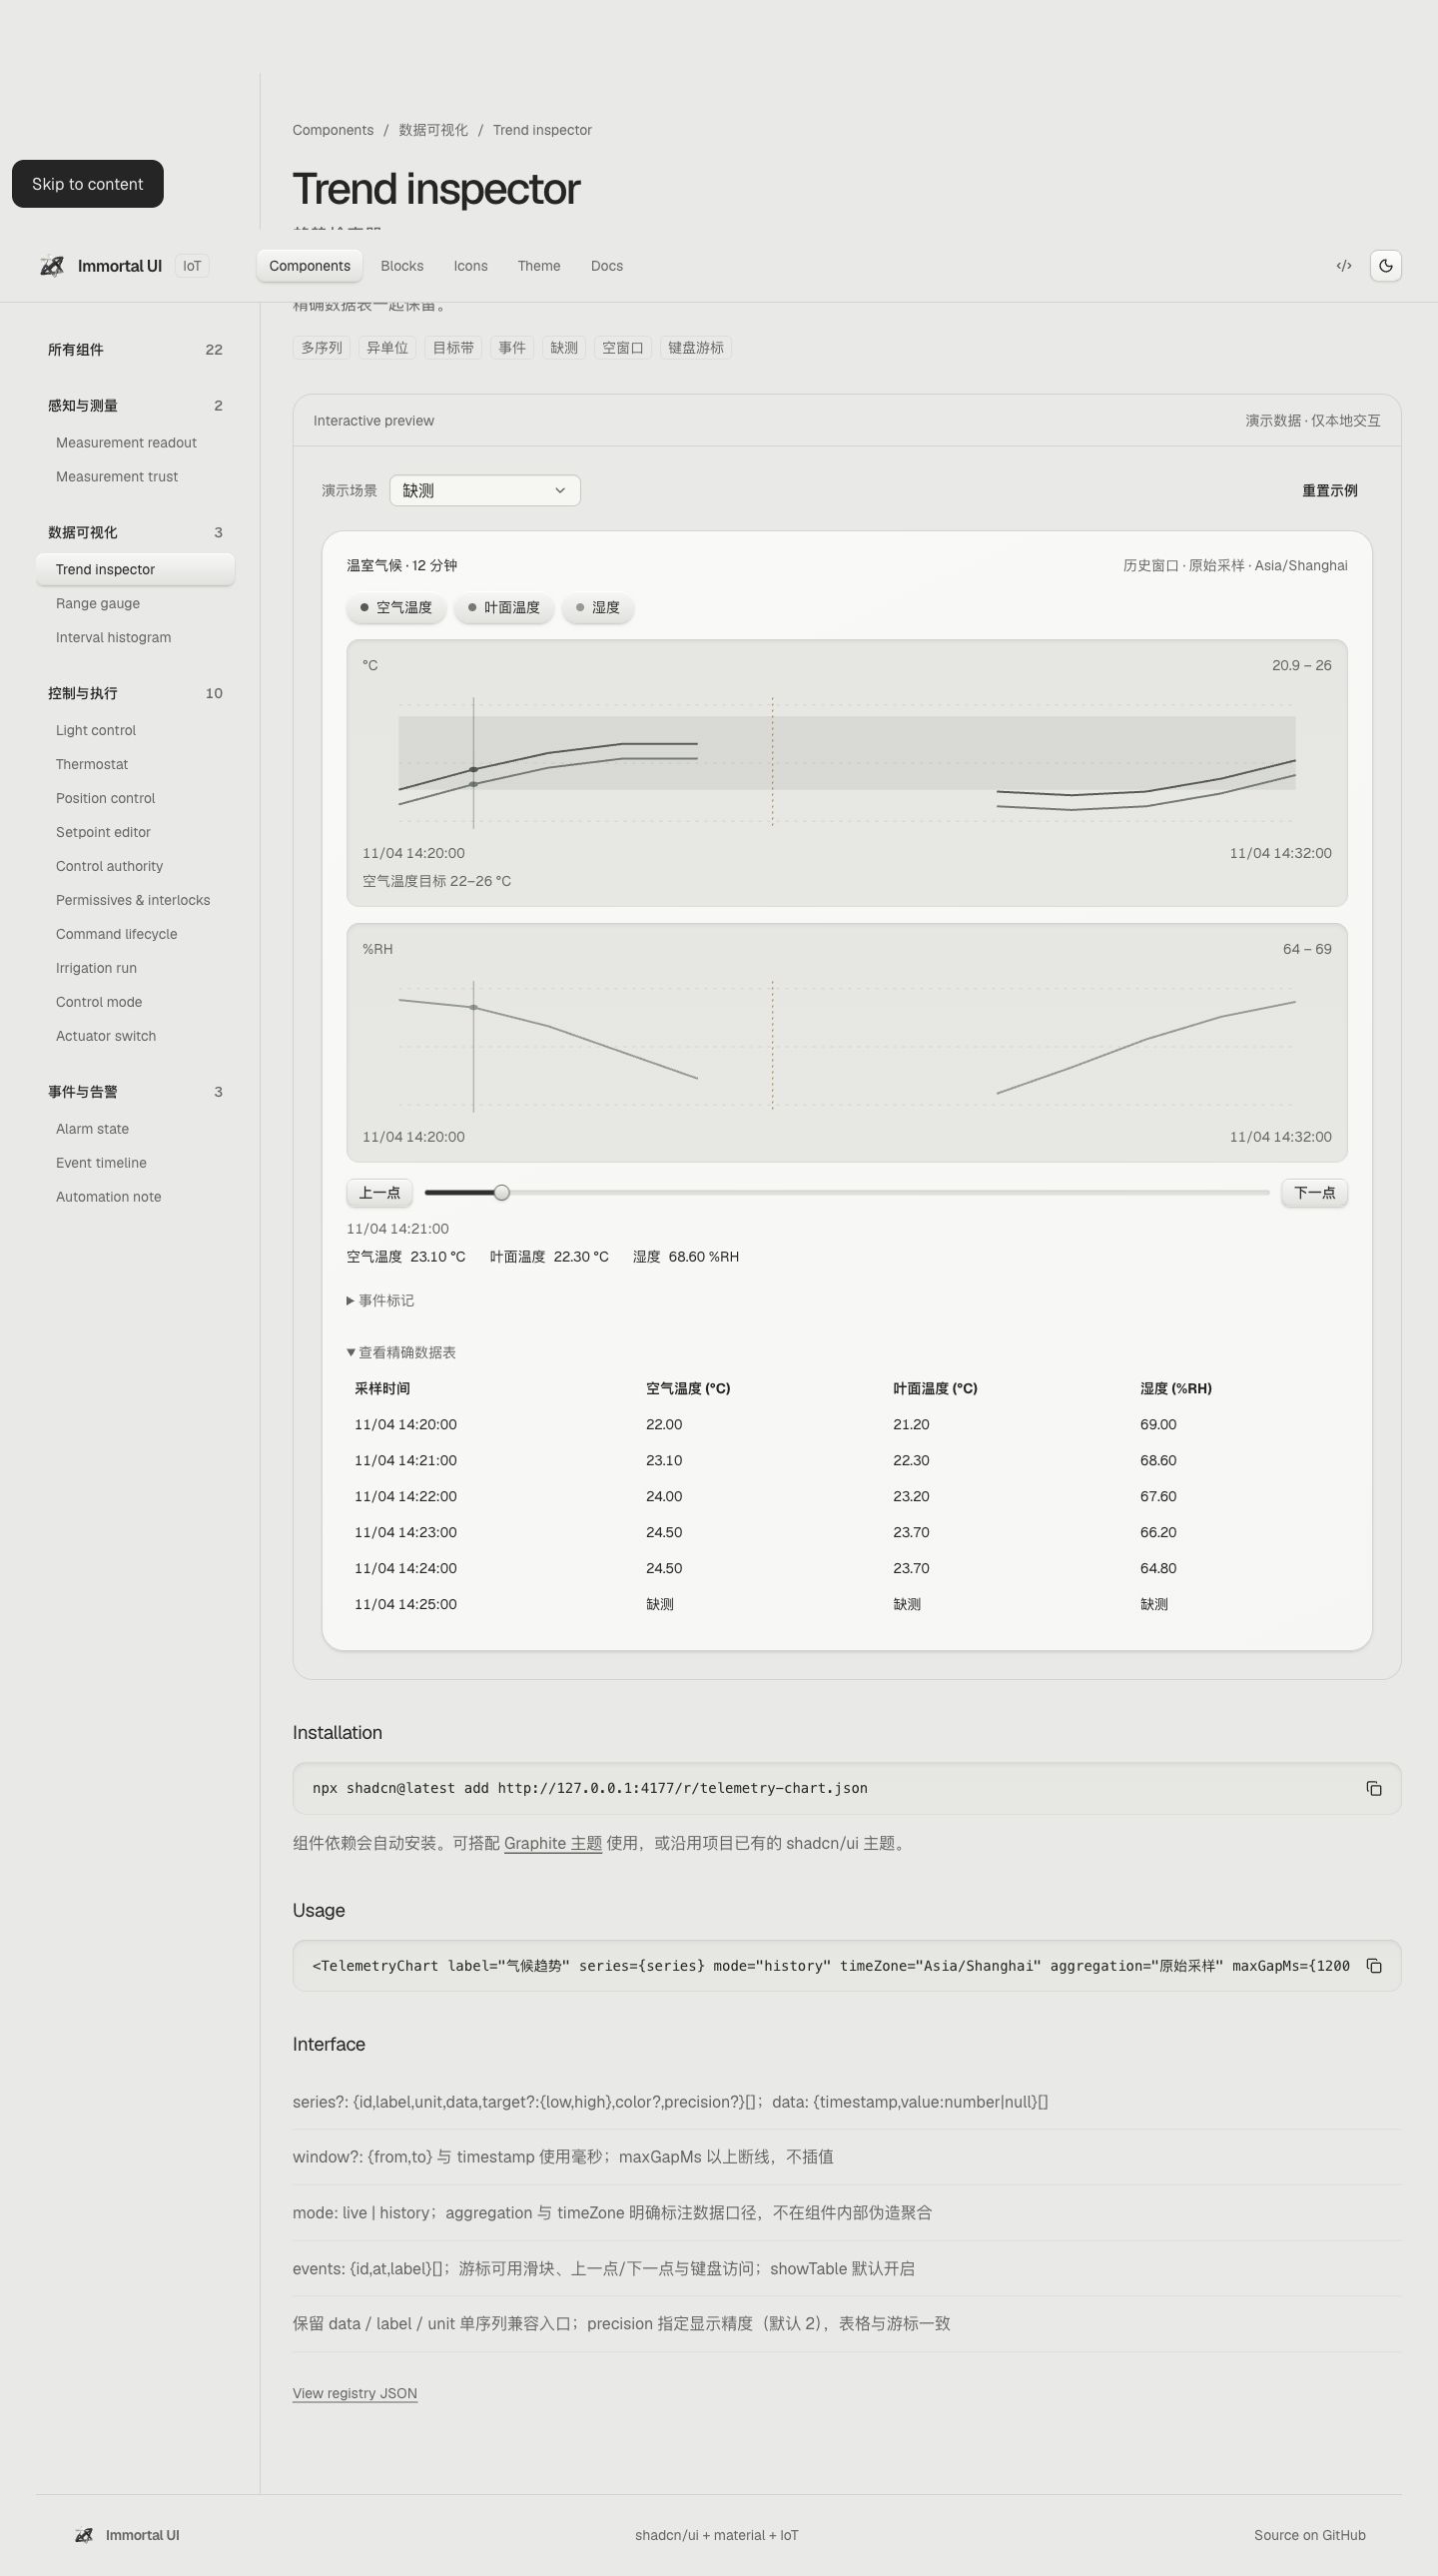 Components / 数据可视化 / Trend inspector
Skip to content
Trend inspector
Immortal UI IoT Components Blocks Icons Theme Docs
精确数据表一起保留。
多序列 异单位 目标带 事件 缺测 空窗口 键盘游标
所有组件 22
感知与测量 2
Measurement readout
Measurement trust
数据可视化 3
Trend inspector
Range gauge
Interval histogram
控制与执行 10
Light control
Thermostat
Position control
Setpoint editor
Control authority
Permissives & interlocks
Command lifecycle
Irrigation run
Control mode
Actuator switch
事件与告警 3
Alarm state
Event timeline
Automation note
Interactive preview 演示数据 · 仅本地交互
演示场景 缺测 重置示例
温室气候 · 12 分钟 历史窗口 · 原始采样 · Asia/Shanghai
空气温度 叶面温度 湿度
°C 20.9 – 26
11/04 14:20:00 11/04 14:32:00
空气温度目标 22–26 °C
%RH 64 – 69
11/04 14:20:00 11/04 14:32:00
上一点 下一点
11/04 14:21:00
空气温度 23.10 °C 叶面温度 22.30 °C 湿度 68.60 %RH
事件标记
查看精确数据表
采样时间 空气温度 (°C) 叶面温度 (°C) 湿度 (%RH)
11/04 14:20:00 22.00 21.20 69.00
11/04 14:21:00 23.10 22.30 68.60
11/04 14:22:00 24.00 23.20 67.60
11/04 14:23:00 24.50 23.70 66.20
11/04 14:24:00 24.50 23.70 64.80
11/04 14:25:00 缺测 缺测 缺测
Installation
npx shadcn@latest add http://127.0.0.1:4177/r/telemetry-chart.json
组件依赖会自动安装。可搭配 Graphite 主题 使用，或沿用项目已有的 shadcn/ui 主题。
Usage
<TelemetryChart label="气候趋势" series={series} mode="history" timeZone="Asia/Shanghai" aggregation="原始采样" maxGapMs={1200
Interface
series?: {id,label,unit,data,target?:{low,high},color?,precision?}[]；data: {timestamp,value:number|null}[]
window?: {from,to} 与 timestamp 使用毫秒；maxGapMs 以上断线，不插值
mode: live | history；aggregation 与 timeZone 明确标注数据口径，不在组件内部伪造聚合
events: {id,at,label}[]；游标可用滑块、上一点/下一点与键盘访问；showTable 默认开启
保留 data / label / unit 单序列兼容入口；precision 指定显示精度（默认 2），表格与游标一致
View registry JSON
Immortal UI shadcn/ui + material + IoT Source on GitHub